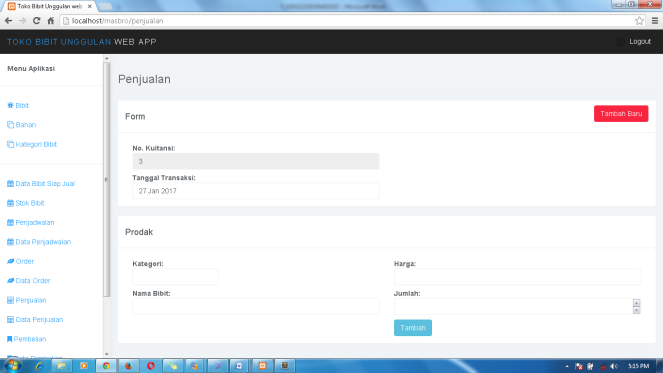 Toko Bibit Unggulan web
localhost/masbro/penjualan
TOKO BIBIT UNGGULAN WEB APP
Logout
Menu Aplikasi
Bibit
Bahan
Kategori Bibit
Data Bibit Siap Jual
Stok Bibit
Penjadwalan
Data Penjadwalan
Order
Data Order
Penjualan
Data Penjualan
Pembelian
Penjualan
Form
Tambah Baru
No. Kuitansi:
3
Tanggal Transaksi:
27 Jan 2017
Prodak
Kategori:
Harga:
Nama Bibit:
Jumlah:
Tambah
5:15 PM